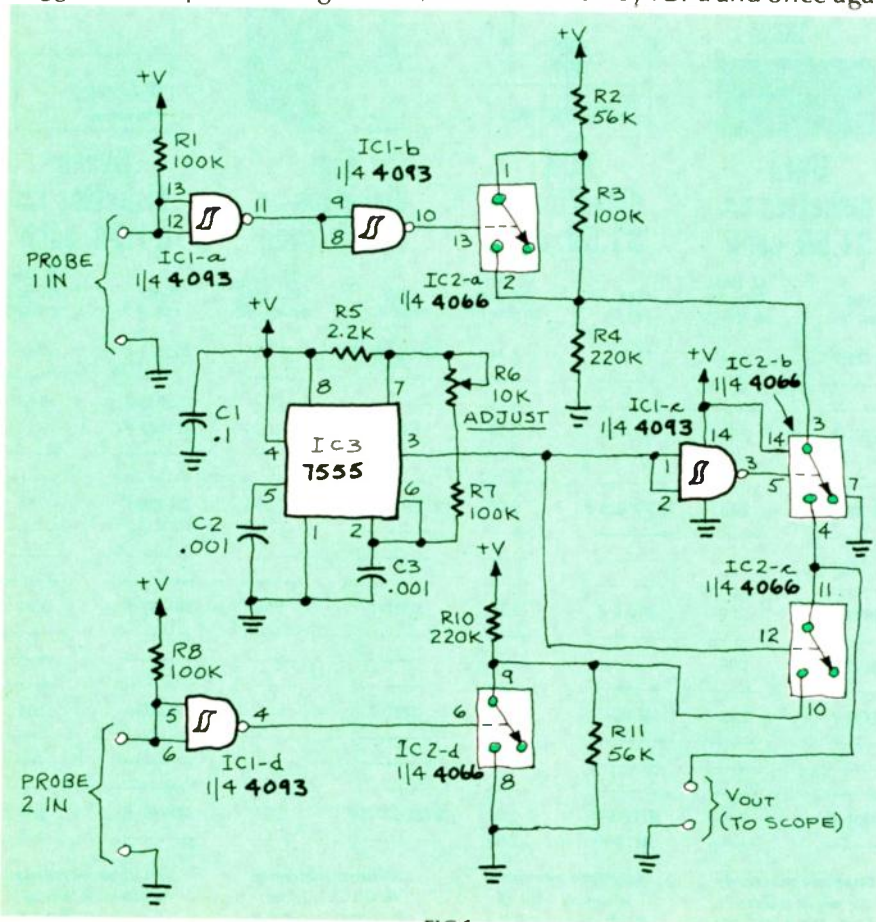 and once
+V
+V
R2
56K
R1
100K
IC1-b
1/4 4093
13
12
11
9
8
10
1
R3
100K
13
PROBE
1 IN
IC1-a
1/4 4093
2
IC2-a
1/4 4066
+V
R5
2.2K
R4
220K
+V
IC2-b
1/4 4066
R6
10K
ADJUST
IC1-c
1/4 4093
8
7
3
C1
.1
IC3
7555
3
14
14
4
1
3
5
7
5
6
2
C2
.001
R7
100K
1
2
4
C3
.001
+V
IC2-c
1/4 4066
11
+V
R10
220K
12
R8
100K
9
10
5
4
6
6
R11
56K
IC1-d
1/4 4093
IC2-d
1/4 4066
8
PROBE
2 IN
VOUT
(TO SCOPE)